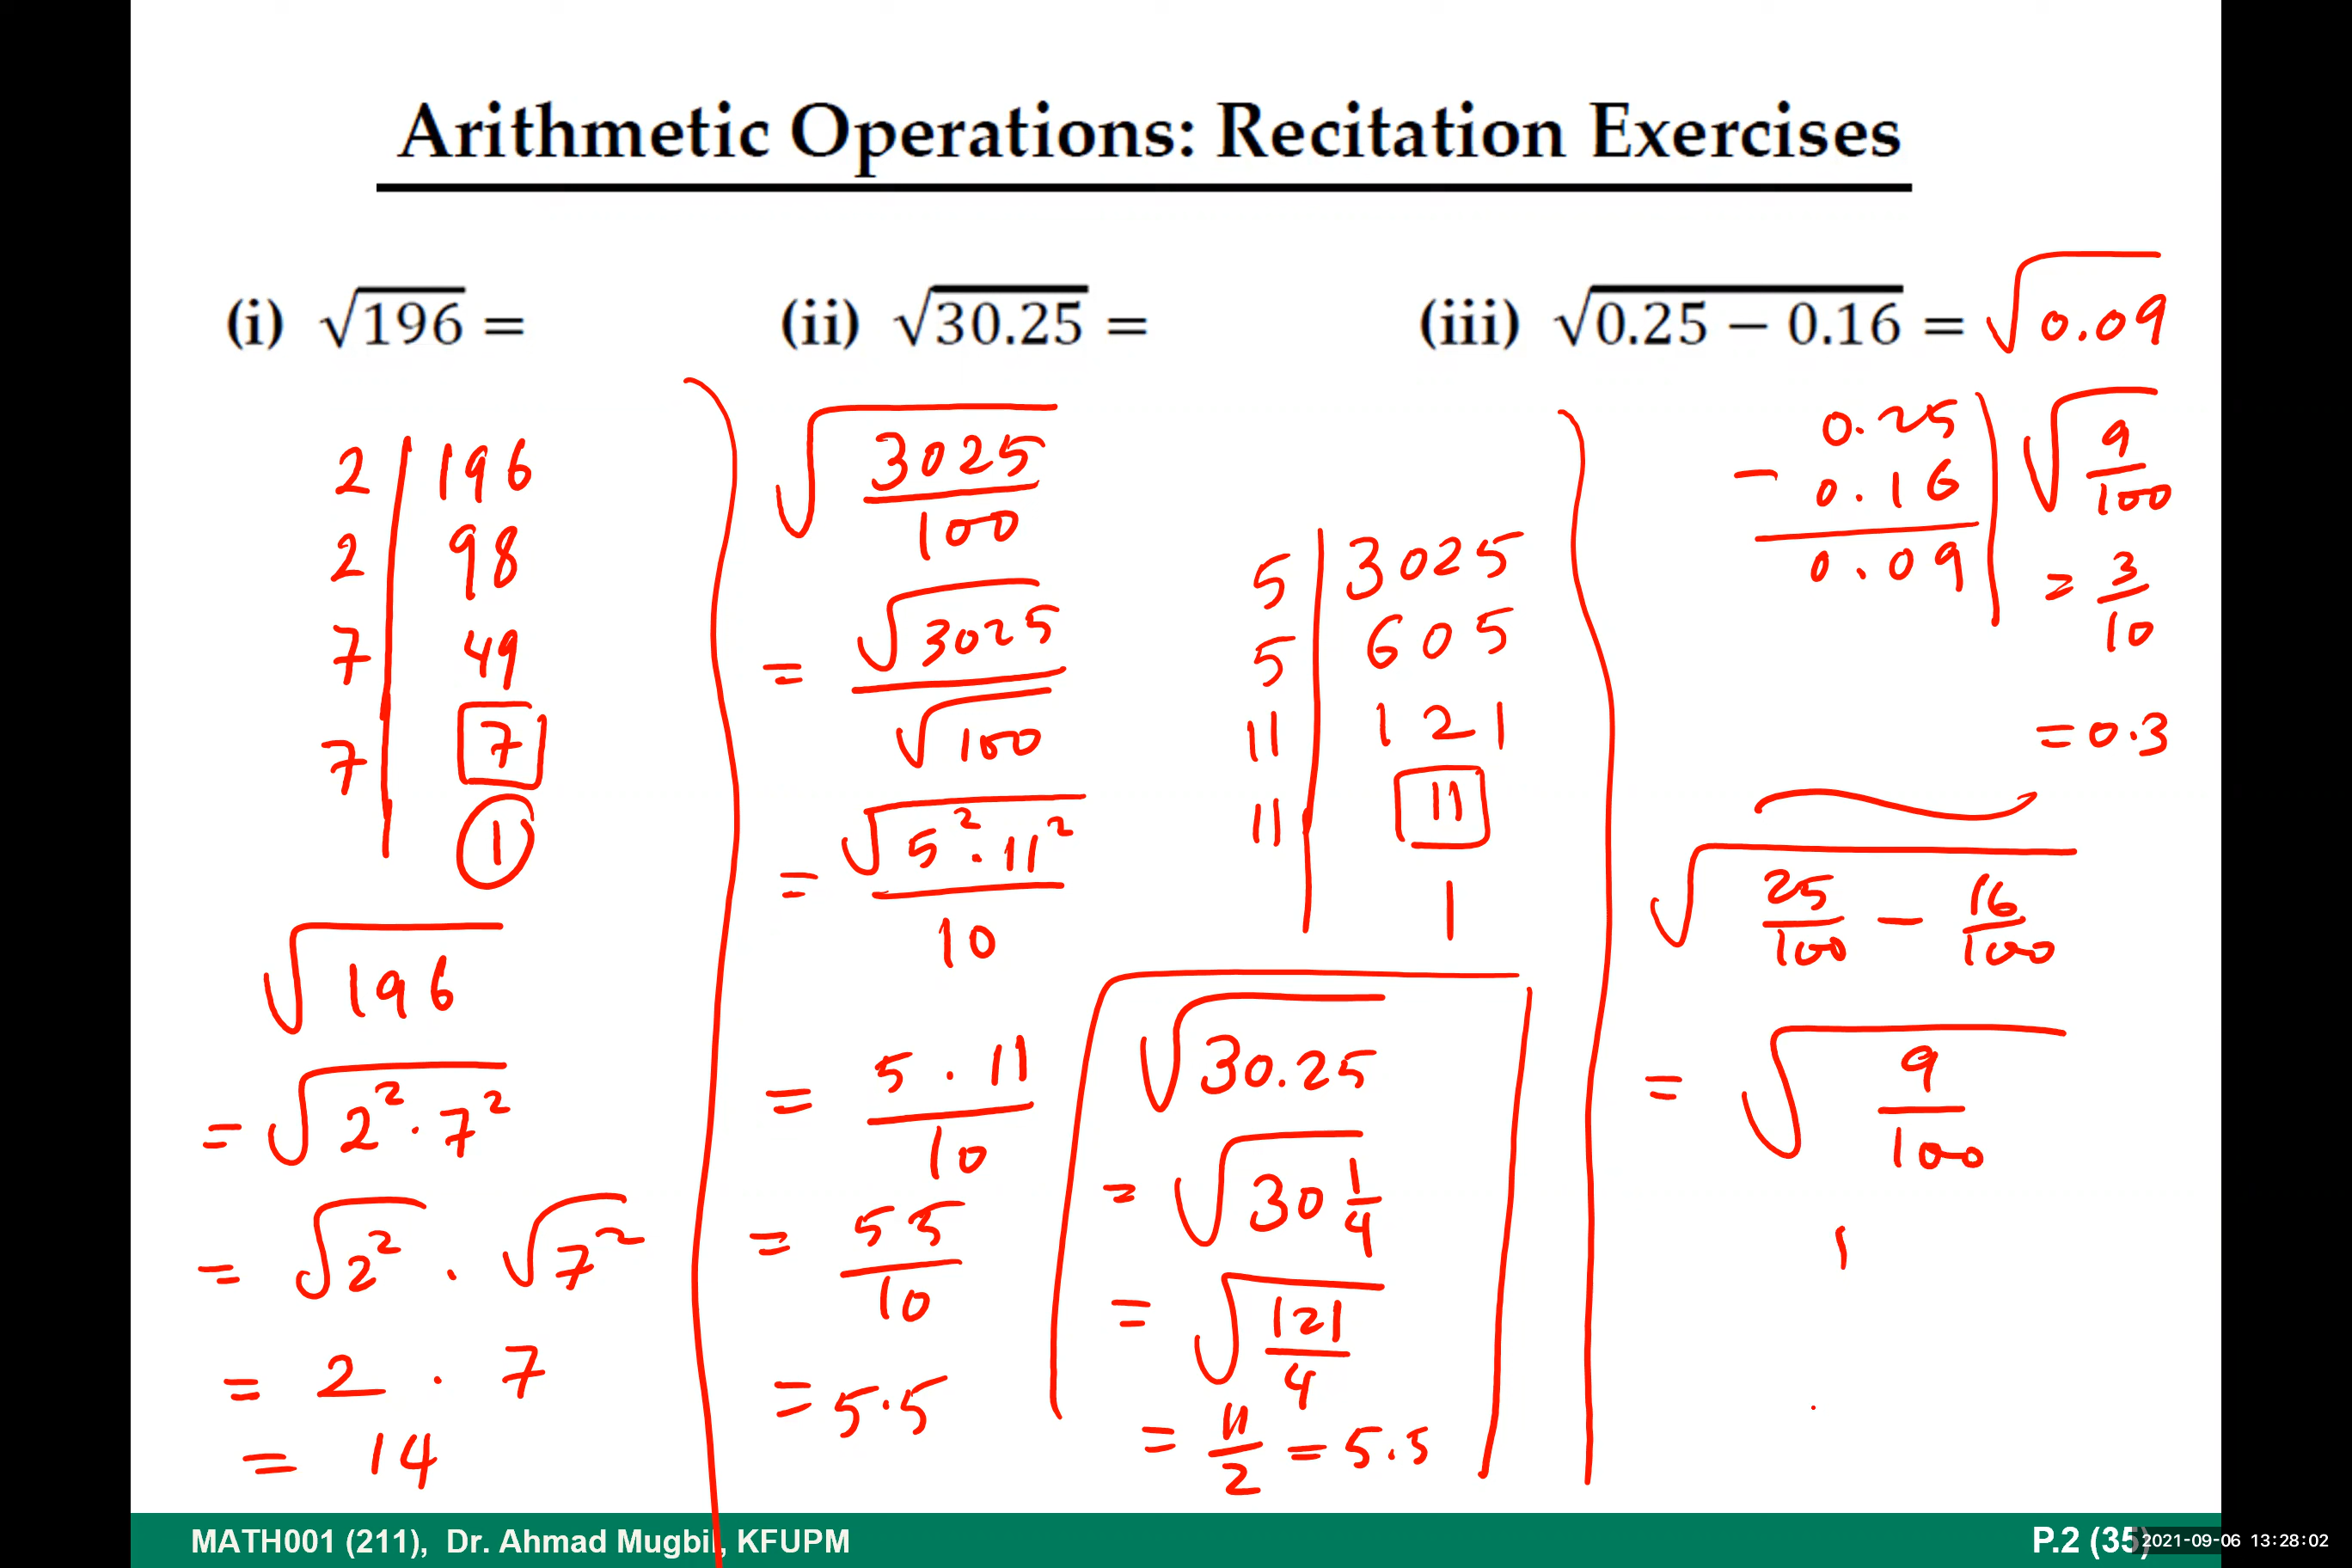 Arithmetic Operations: Recitation Exercises
(i) √196 =
(ii) √30.25 =
(iii) √0.25 − 0.16 = √0.09
2 | 196
2 | 98
7 | 49
7 | 7
1
√196
= √2² · 7²
= √2² · √7²
= 2 · 7
= 14
√3025/100
= √3025/√100
= √5² · 11²/10
= 5 · 11/10
= 55/10
= 5.5
5 | 3025
5 | 605
11 | 121
11 | 11
1
√30.25
= √30 1/4
= √121/4
= 11/2 = 5.5
0.25
− 0.16
0.09
√9/100
= 3/10
= 0.3
√25/100 − 16/100
= √9/100
MATH001 (211), Dr. Ahmad Mugbil, KFUPM
P.2 (35)
2021-09-06 13:28:02